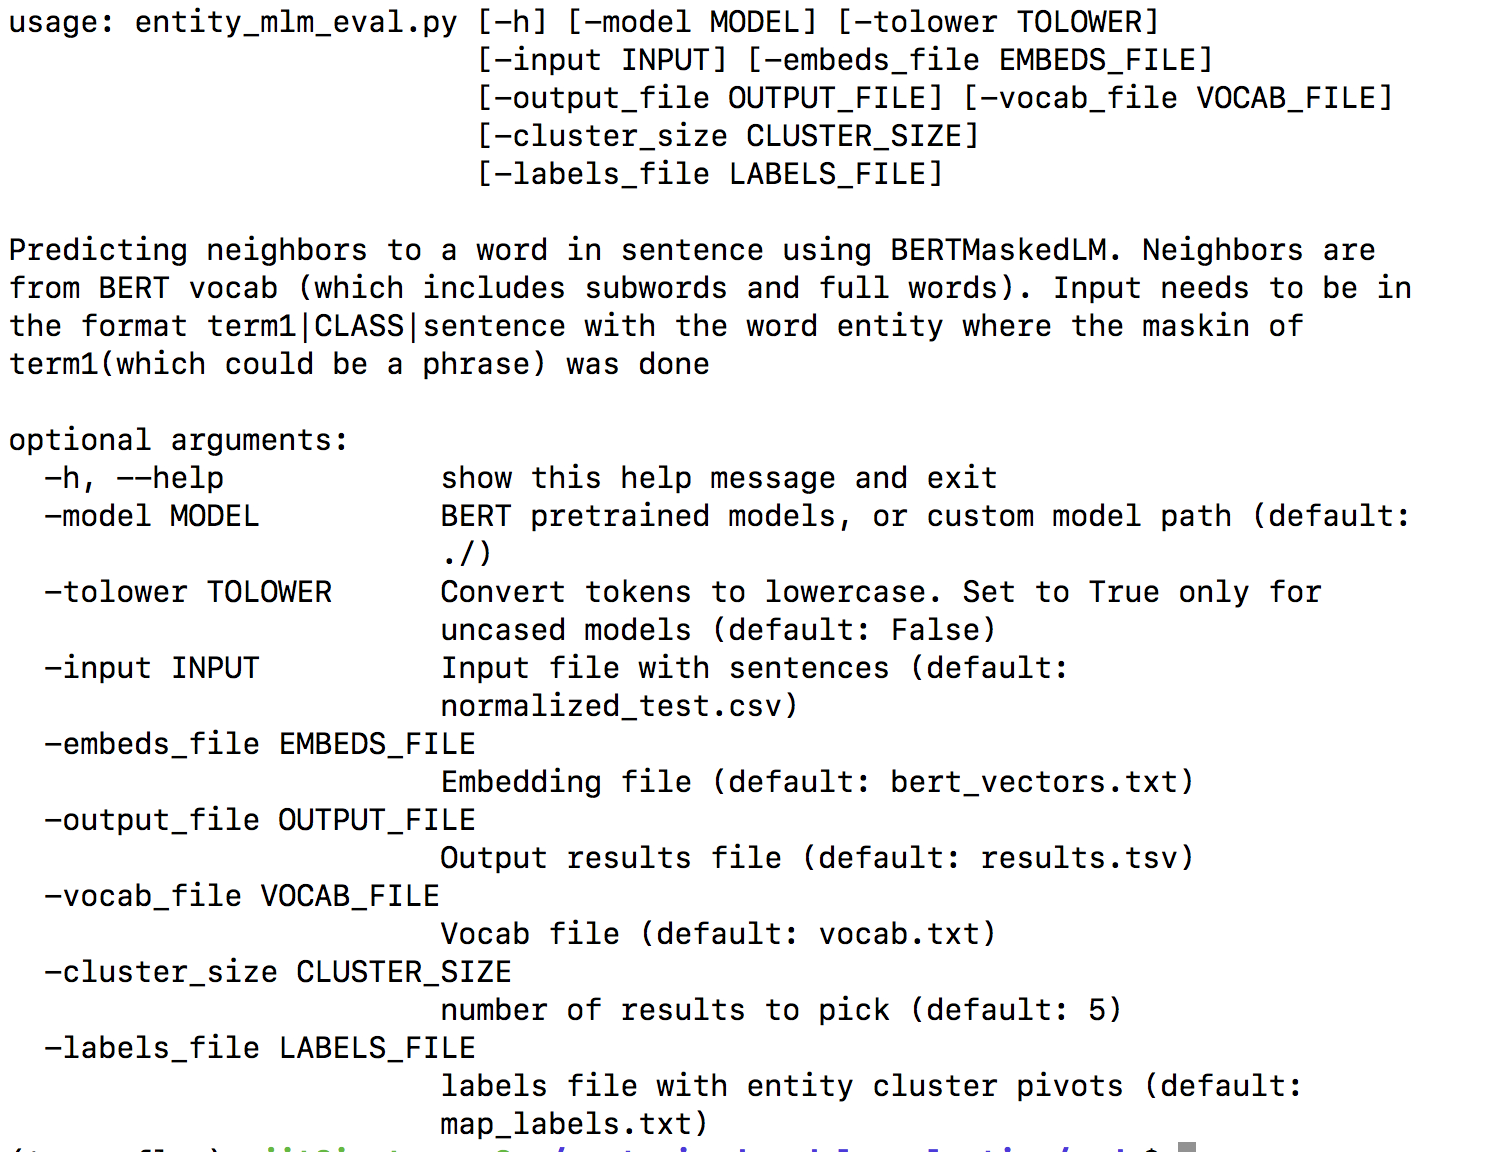 usage: entity_mlm_eval.py [-h] [-model MODEL] [-tolower TOLOWER]
[-input INPUT] [-embeds_file EMBEDS_FILE]
[-output_file OUTPUT_FILE] [-vocab_file VOCAB_FILE]
[-cluster_size CLUSTER_SIZE]
[-labels_file LABELS_FILE]
Predicting neighbors to a word in sentence using BERTMaskedLM. Neighbors are
from BERT vocab (which includes subwords and full words). Input needs to be in
the format term1|CLASS|sentence with the word entity where the maskin of
term1(which could be a phrase) was done
optional arguments:
-h, --help show this help message and exit
-model MODEL BERT pretrained models, or custom model path (default:
./)
-tolower TOLOWER Convert tokens to lowercase. Set to True only for
uncased models (default: False)
-input INPUT Input file with sentences (default:
normalized_test.csv)
-embeds_file EMBEDS_FILE
Embedding file (default: bert_vectors.txt)
-output_file OUTPUT_FILE
Output results file (default: results.tsv)
-vocab_file VOCAB_FILE
Vocab file (default: vocab.txt)
-cluster_size CLUSTER_SIZE
number of results to pick (default: 5)
-labels_file LABELS_FILE
labels file with entity cluster pivots (default:
map_labels.txt)